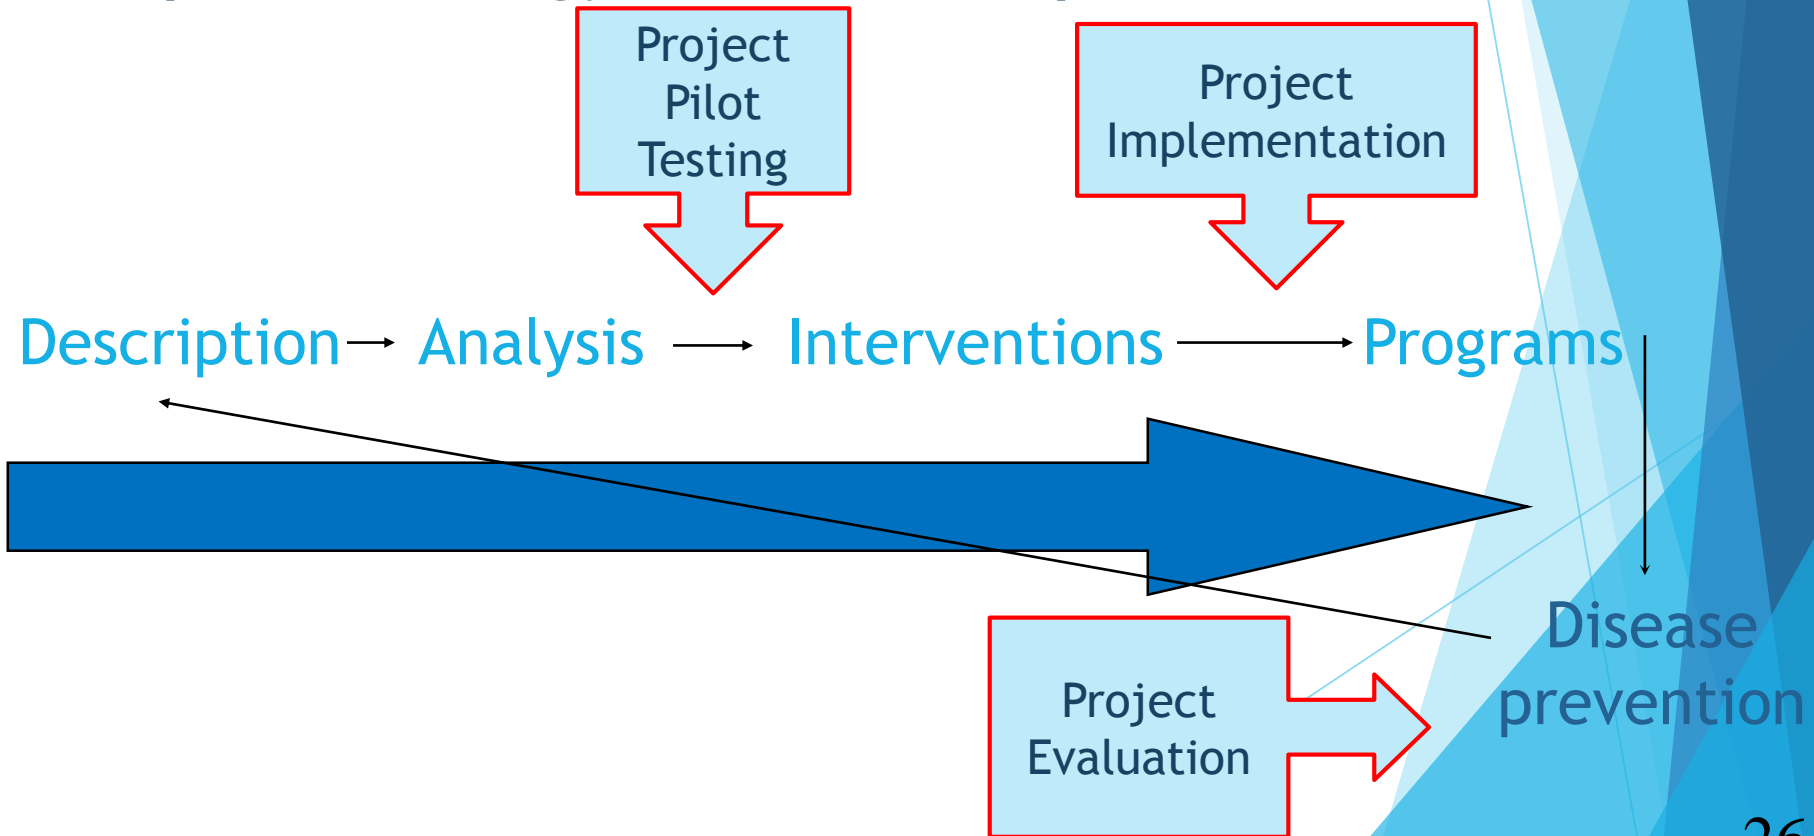 Project
Pilot
Testing
Project
Implementation
Description Analysis Interventions Programs
Disease
prevention
Project
Evaluation